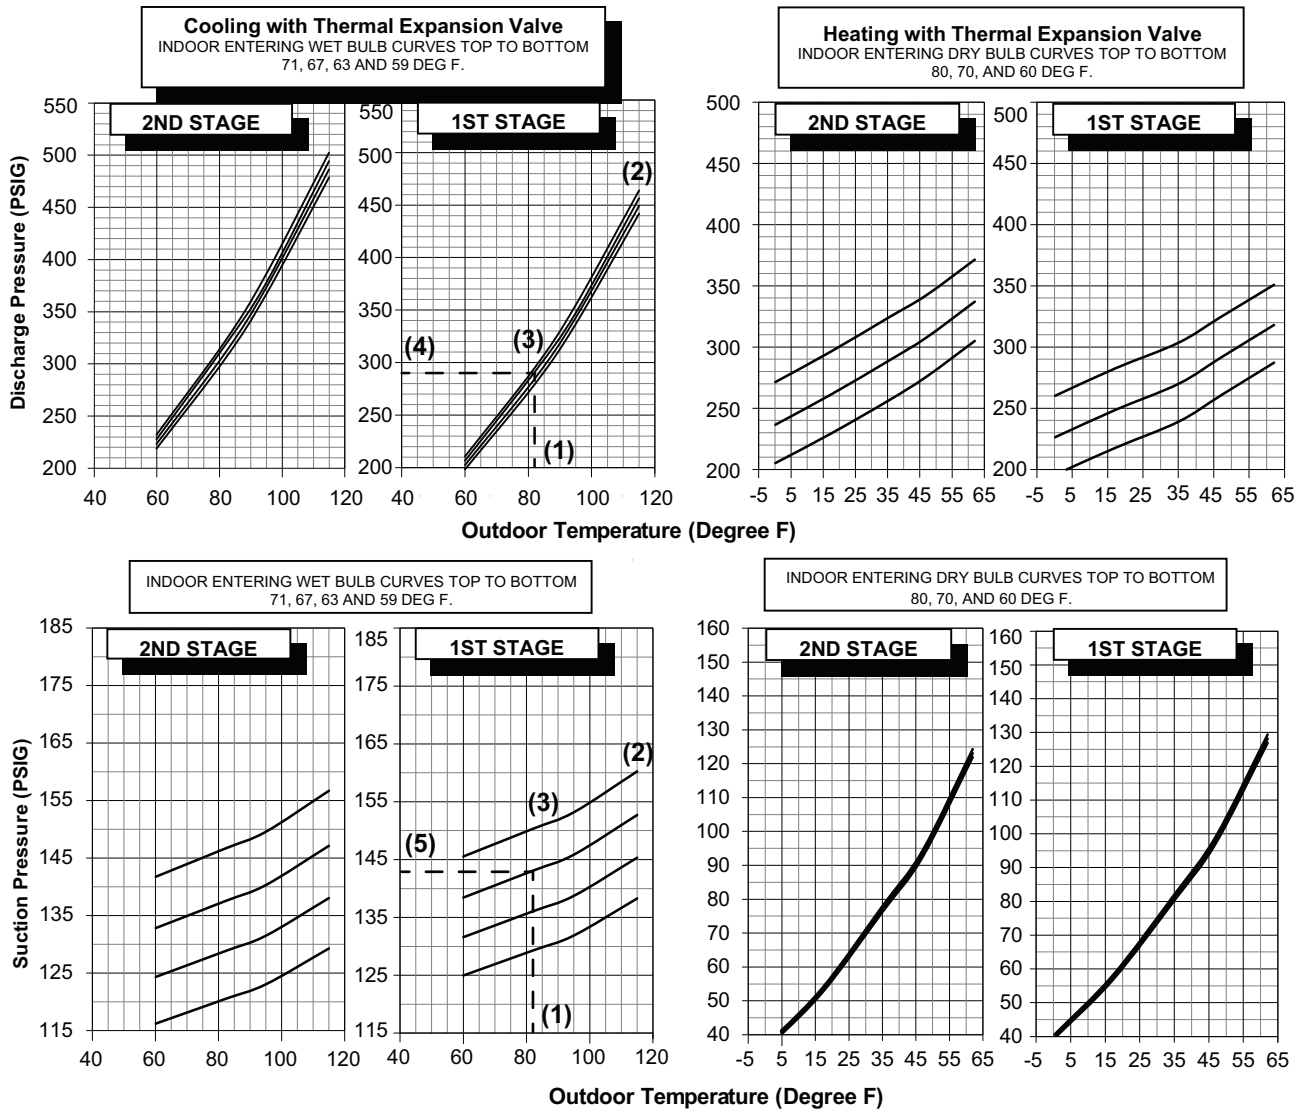 Cooling with Thermal Expansion Valve
INDOOR ENTERING WET BULB CURVES TOP TO BOTTOM
71, 67, 63 AND 59 DEG F.
Heating with Thermal Expansion Valve
INDOOR ENTERING DRY BULB CURVES TOP TO BOTTOM
80, 70, AND 60 DEG F.
Discharge Pressure (PSIG)
2ND STAGE
550
500
450
400
350
300
250
200
40 60 80 100 120
1ST STAGE
550
500
450
400
350
300
250
200
(2)
(3)
(4)
(1)
40 60 80 100 120
2ND STAGE
500
450
400
350
300
250
200
-5 5 15 25 35 45 55 65
1ST STAGE
500
450
400
350
300
250
200
-5 5 15 25 35 45 55 65
Outdoor Temperature (Degree F)
INDOOR ENTERING WET BULB CURVES TOP TO BOTTOM
71, 67, 63 AND 59 DEG F.
INDOOR ENTERING DRY BULB CURVES TOP TO BOTTOM
80, 70, AND 60 DEG F.
Suction Pressure (PSIG)
2ND STAGE
185
175
165
155
145
135
125
115
40 60 80 100 120
1ST STAGE
185
175
165
155
145
135
125
115
(2)
(3)
(5)
(1)
40 60 80 100 120
2ND STAGE
160
150
140
130
120
110
100
90
80
70
60
50
40
-5 5 15 25 35 45 55 65
1ST STAGE
160
150
140
130
120
110
100
90
80
70
60
50
40
-5 5 15 25 35 45 55 65
Outdoor Temperature (Degree F)